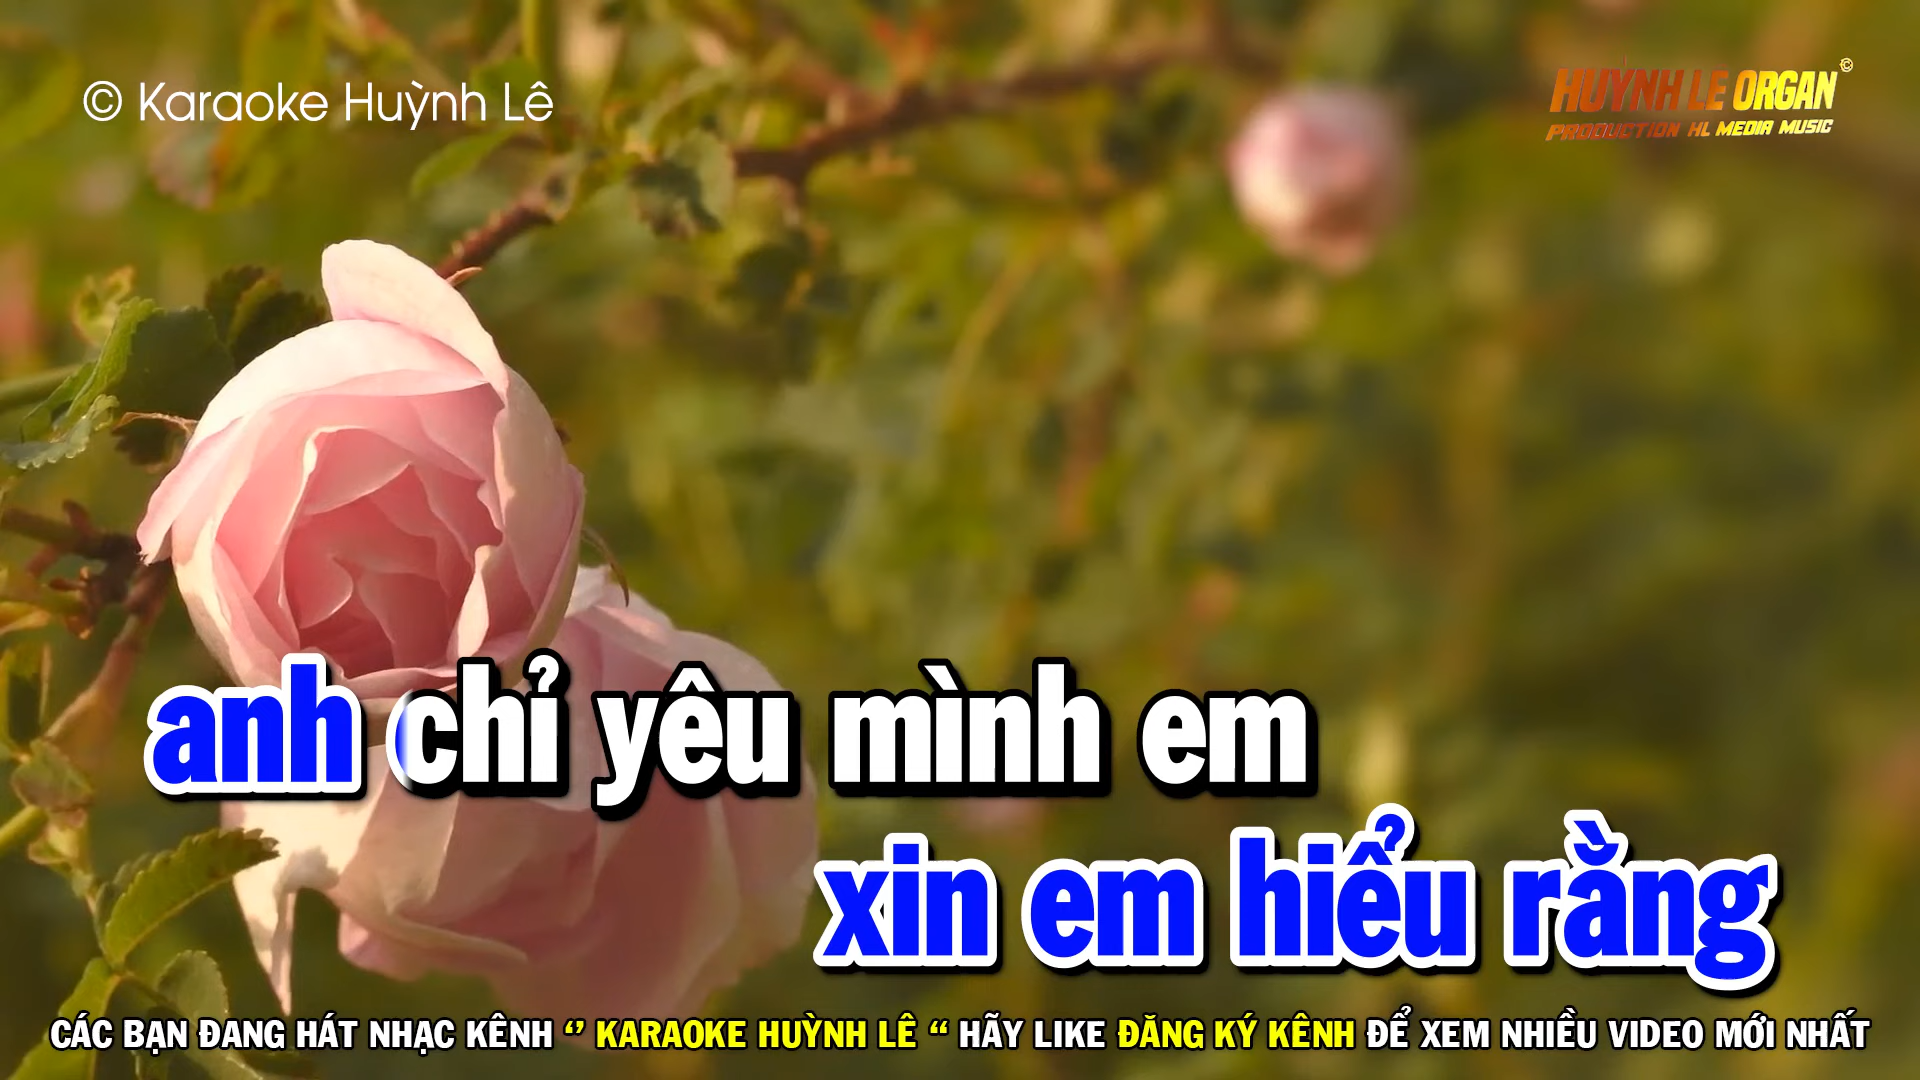 © Karaoke Huỳnh Lê
HUỲNH LE ORGAN ©
PRODUCTION HL MEDIA MUSIC
anh chỉ yêu mình em
xin em hiểu rằng
CÁC BẠN ĐANG HÁT NHẠC KÊNH ‘’ KARAOKE HUỲNH LÊ “ HÃY LIKE ĐĂNG KÝ KÊNH ĐỂ XEM NHIỀU VIDEO MỚI NHẤT